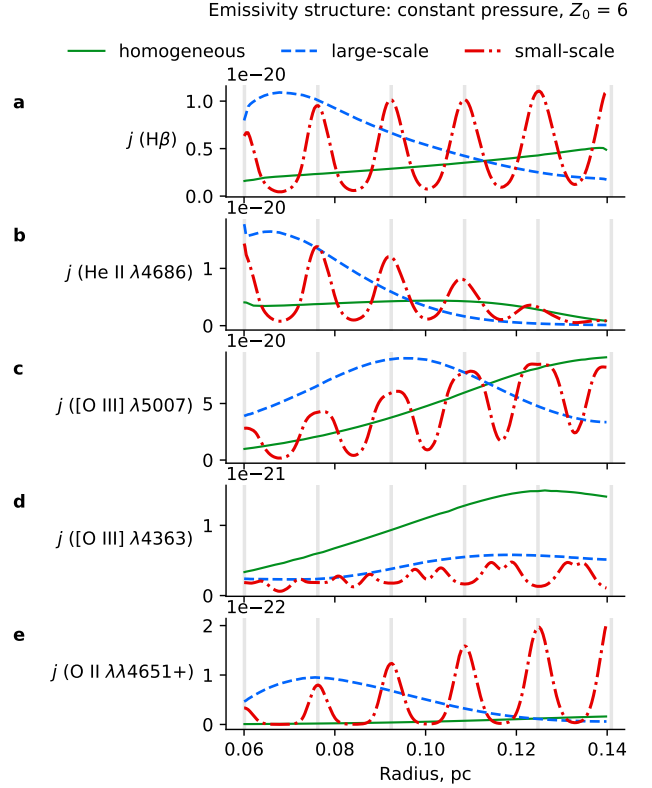 Emissivity structure: constant pressure, Z₀ = 6
homogeneous large-scale small-scale
1e−20
a
j (Hβ)
1.0
0.5
0.0
1e−20
b
j (He II λ4686)
1
0
1e−20
c
j ([O III] λ5007)
5
0
1e−21
d
j ([O III] λ4363)
1
0
1e−22
e
j (O II λλ4651+)
2
1
0
0.06 0.08 0.10 0.12 0.14
Radius, pc